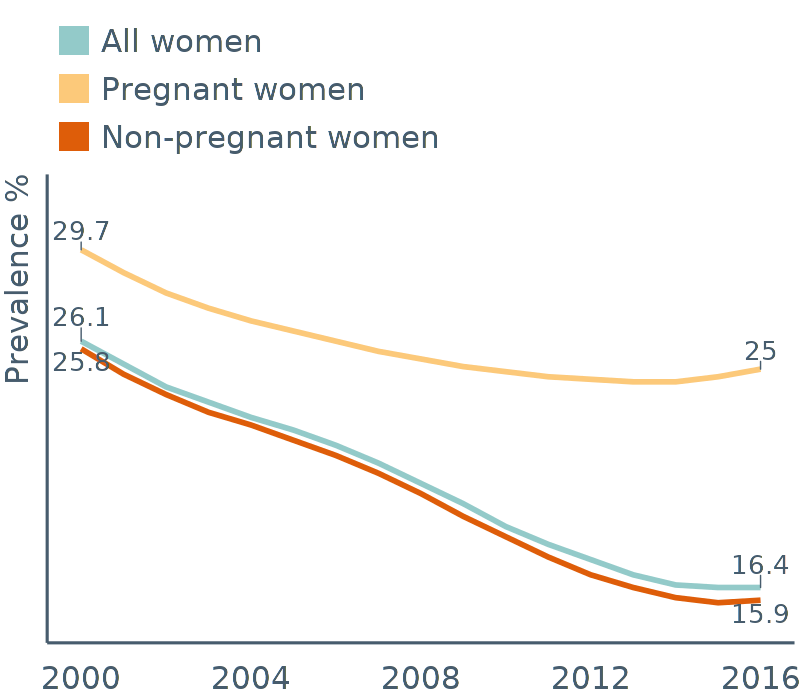 All women
Pregnant women
Non-pregnant women
Prevalence %
29.7
26.1
25.8
25
16.4
15.9
2000 2004 2008 2012 2016